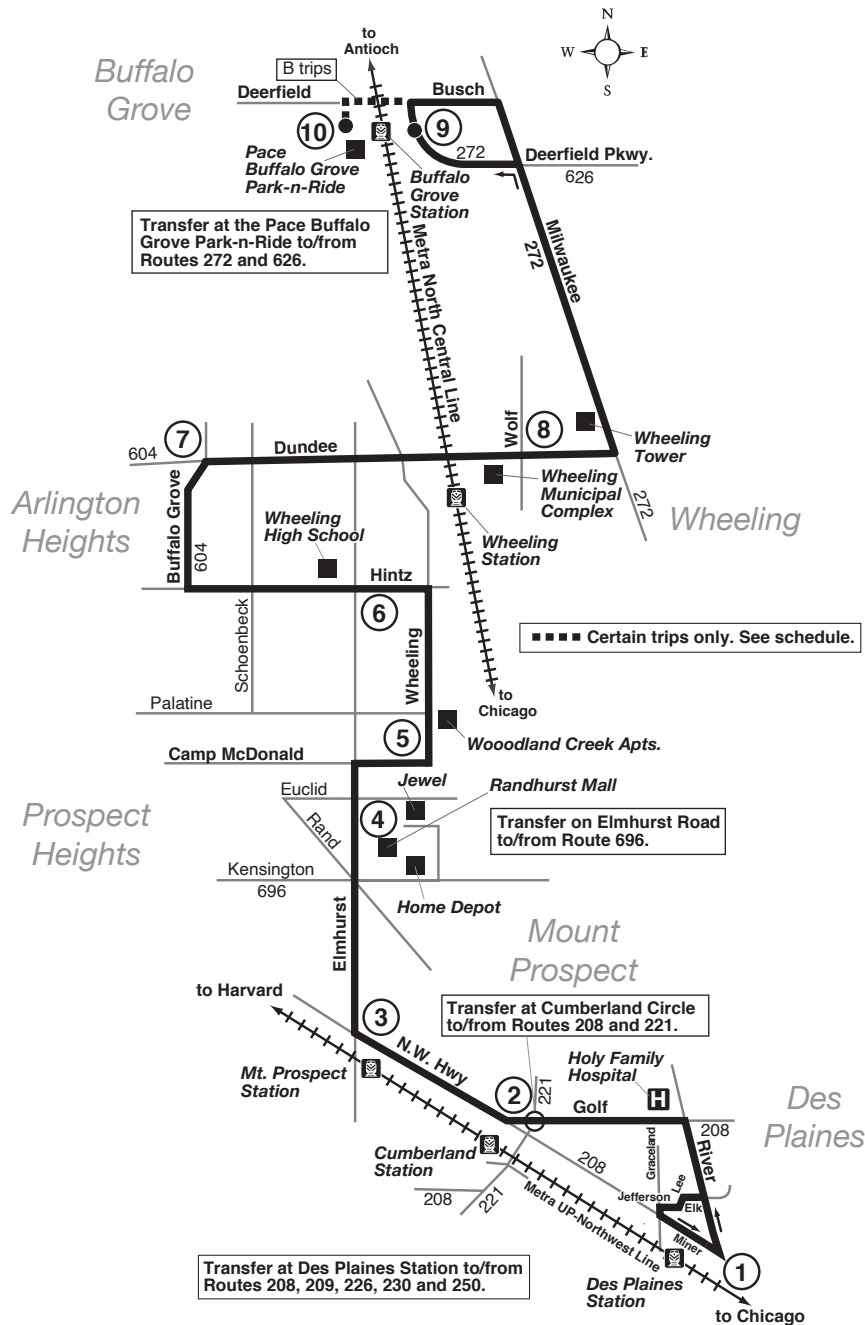 N
W E
S
to
Antioch
B trips
Buffalo
Grove
Deerfield
Busch
10
9
Pace
Buffalo Grove
Park-n-Ride
Buffalo
Grove
Station
272
Deerfield Pkwy.
626
Transfer at the Pace Buffalo
Grove Park-n-Ride to/from
Routes 272 and 626.
Metra North Central Line
Milwaukee
272
7
604
Dundee
Wolf
8
Wheeling
Tower
Wheeling
Municipal
Complex
272
Wheeling
Arlington
Heights
Buffalo Grove
604
Wheeling
High School
Wheeling
Station
Hintz
6
Schoenbeck
Wheeling
Certain trips only. See schedule.
Palatine
to
Chicago
5
Wooodland Creek Apts.
Camp McDonald
Jewel
Randhurst Mall
Euclid
Rand
4
Prospect
Heights
Transfer on Elmhurst Road
to/from Route 696.
Kensington
696
Home Depot
Elmhurst
Mount
Prospect
to Harvard
Transfer at Cumberland Circle
to/from Routes 208 and 221.
3
N.W. Hwy
Mt. Prospect
Station
2
221
Holy Family
Hospital
H
Golf
208
Des
Plaines
River
Cumberland
Station
208
Graceland
208
221
Jefferson
Lee
Elk
Miner
Metra UP-Northwest Line
1
Transfer at Des Plaines Station to/from
Routes 208, 209, 226, 230 and 250.
Des Plaines
Station
to Chicago